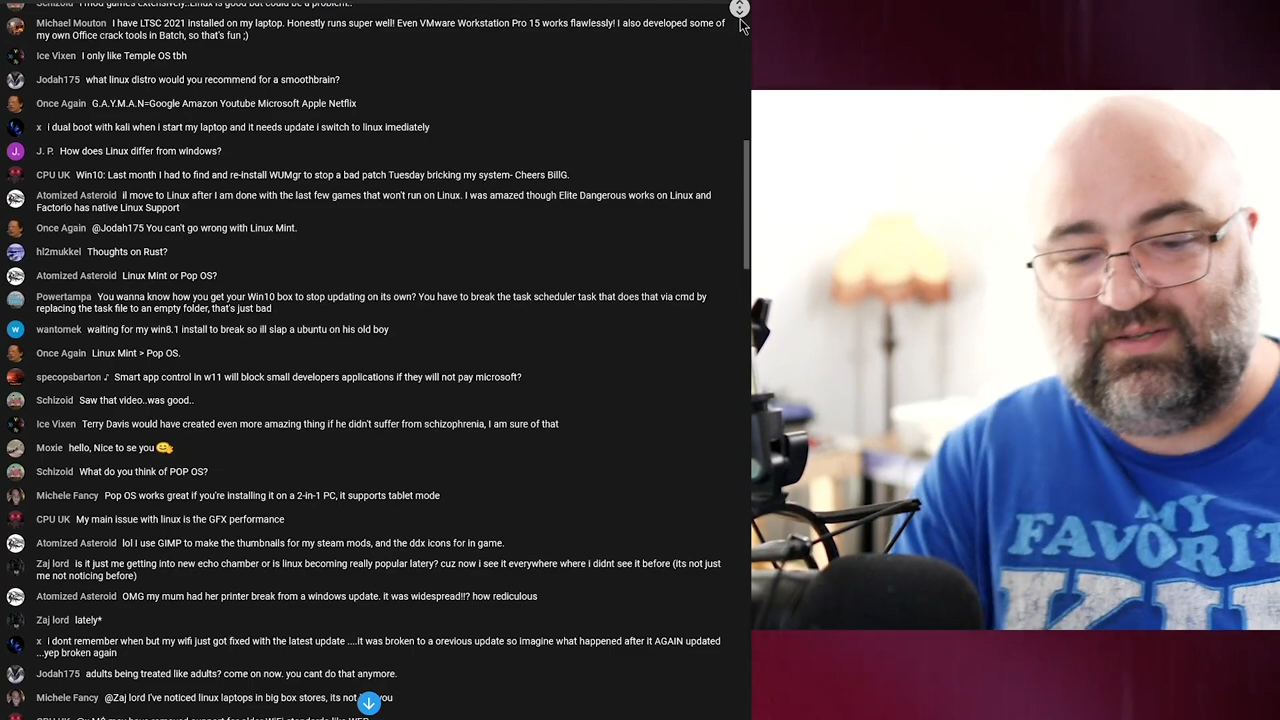 Michael Mouton I have LTSC 2021 installed on my laptop. Honestly runs super well! Even VMware Workstation Pro 15 works flawlessly! I also developed some of
my own Office crack tools in Batch, so that's fun ;)
Ice Vixen I only like Temple OS tbh
Jodah175 what linux distro would you recommend for a smoothbrain?
Once Again G.A.Y.M.A.N=Google Amazon Youtube Microsoft Apple Netflix
x i dual boot with kali when i start my laptop and it needs update i switch to linux imediately
J.
J. P. How does Linux differ from windows?
CPU UK Win10: Last month I had to find and re-install WUMgr to stop a bad patch Tuesday bricking my system- Cheers BillG.
Atomized Asteroid il move to Linux after I am done with the last few games that won't run on Linux. I was amazed though Elite Dangerous works on Linux and
Factorio has native Linux Support
Once Again @Jodah175 You can't go wrong with Linux Mint.
hl2mukkel Thoughts on Rust?
Atomized Asteroid Linux Mint or Pop OS?
Powertampa You wanna know how you get your Win10 box to stop updating on its own? You have to break the task scheduler task that does that via cmd by
replacing the task file to an empty folder, that's just bad
w
wantomek waiting for my win8.1 install to break so ill slap a ubuntu on his old boy
Once Again Linux Mint > Pop OS.
specopsbarton ♪ Smart app control in w11 will block small developers applications if they will not pay microsoft?
Schizoid Saw that video..was good..
Ice Vixen Terry Davis would have created even more amazing thing if he didn't suffer from schizophrenia, I am sure of that
Moxie hello, Nice to se you
Schizoid What do you think of POP OS?
Michele Fancy Pop OS works great if you're installing it on a 2-in-1 PC, it supports tablet mode
CPU UK My main issue with linux is the GFX performance
Atomized Asteroid lol I use GIMP to make the thumbnails for my steam mods, and the ddx icons for in game.
Zaj lord is it just me getting into new echo chamber or is linux becoming really popular latery? cuz now i see it everywhere where i didnt see it before (its not just
me not noticing before)
Atomized Asteroid OMG my mum had her printer break from a windows update. it was widespread!!? how rediculous
Zaj lord lately*
x i dont remember when but my wifi just got fixed with the latest update ....it was broken to a orevious update so imagine what happened after it AGAIN updated
...yep broken again
Jodah175 adults being treated like adults? come on now. you cant do that anymore.
Michele Fancy @Zaj lord I've noticed linux laptops in big box stores, its not you
MY
FAVORIT